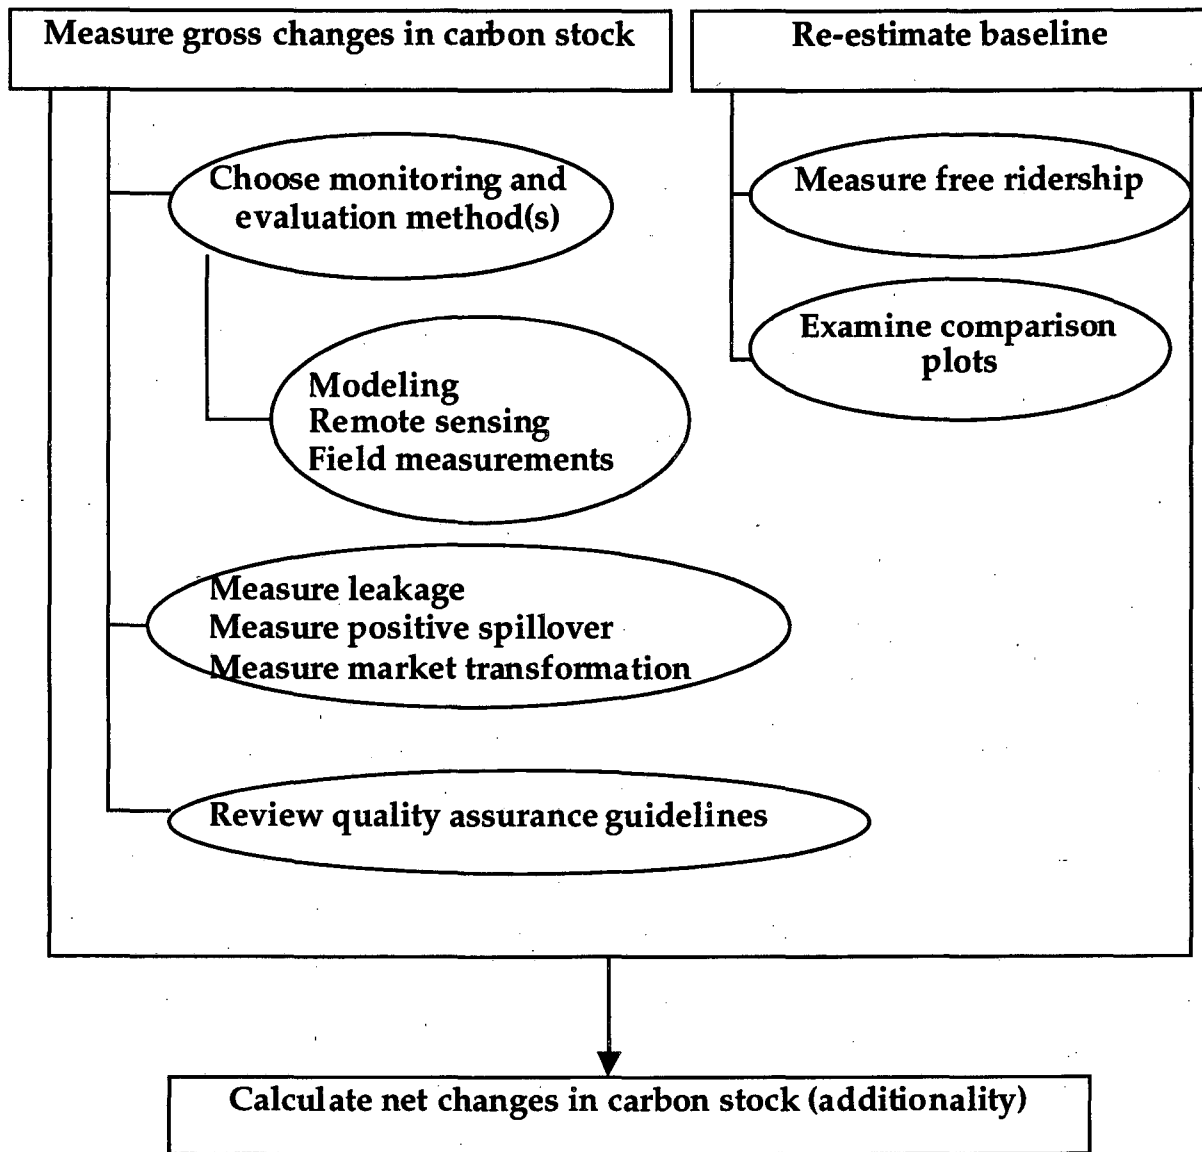 Measure gross changes in carbon stock
Re-estimate baseline
Choose monitoring and
evaluation method(s)
Measure free ridership
Examine comparison
plots
Modeling
Remote sensing
Field measurements
Measure leakage
Measure positive spillover
Measure market transformation
Review quality assurance guidelines
Calculate net changes in carbon stock (additionality)